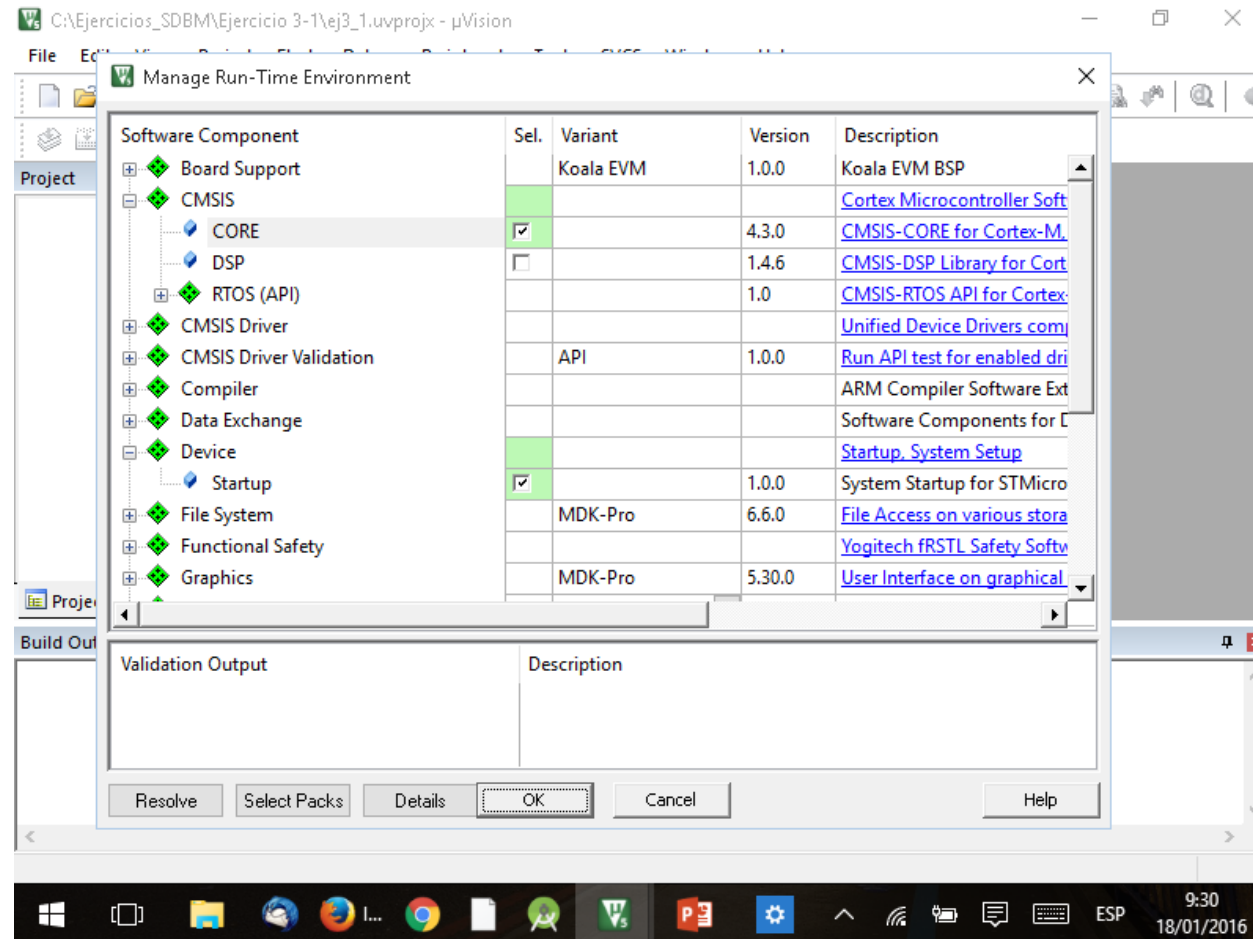 C:\Ejercicios_SDBM\Ejercicio 3-1\ej3_1.uvprojx - µVision
File
Manage Run-Time Environment
Software Component Sel. Variant Version Description
Project
Board Support Koala EVM 1.0.0 Koala EVM BSP
CMSIS Cortex Microcontroller Soft
CORE 4.3.0 CMSIS-CORE for Cortex-M,
DSP 1.4.6 CMSIS-DSP Library for Cort
RTOS (API) 1.0 CMSIS-RTOS API for Cortex-
CMSIS Driver Unified Device Drivers comp
CMSIS Driver Validation API 1.0.0 Run API test for enabled dri
Compiler ARM Compiler Software Ext
Data Exchange Software Components for D
Device Startup, System Setup
Startup 1.0.0 System Startup for STMicro
File System MDK-Pro 6.6.0 File Access on various stora
Functional Safety Yogitech fRSTL Safety Softw
Graphics MDK-Pro 5.30.0 User Interface on graphical
Projec
Build Out
Validation Output Description
Resolve Select Packs Details OK Cancel Help
I...
ESP
9:30
18/01/2016